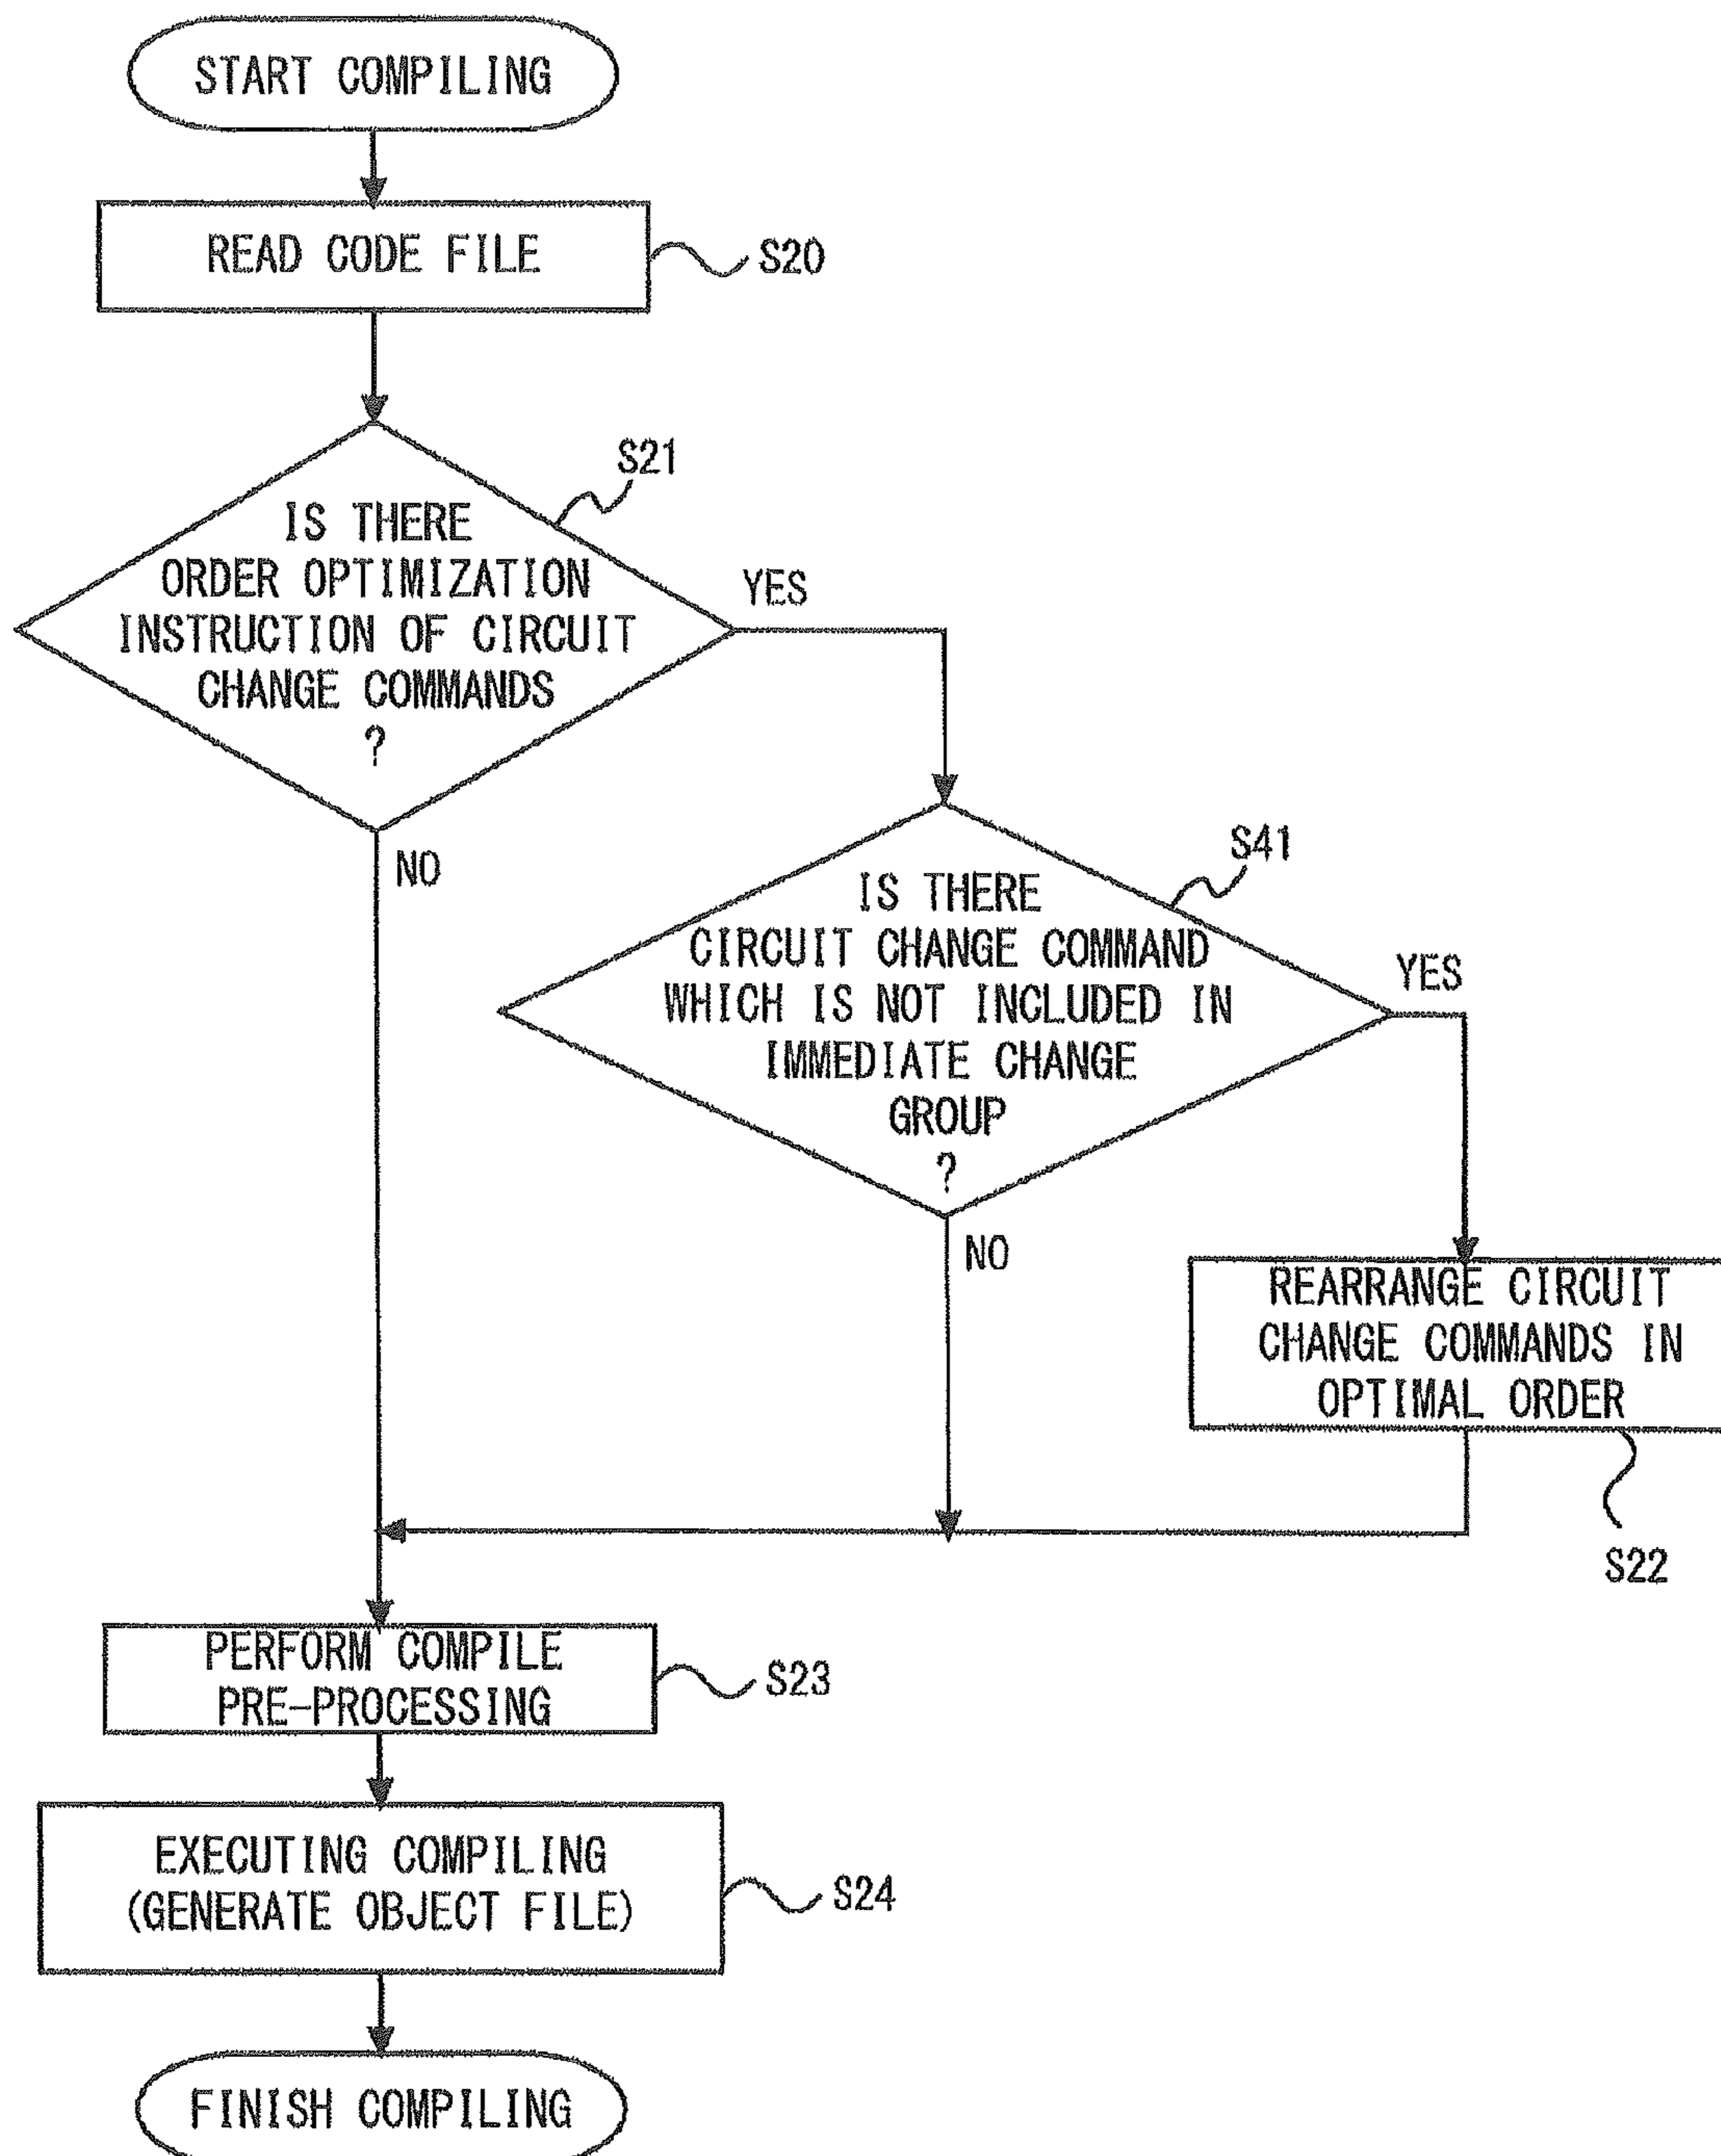 START COMPILING
READ CODE FILE
S20
S21
IS THERE
ORDER OPTIMIZATION
INSTRUCTION OF CIRCUIT
CHANGE COMMANDS
?
YES
NO
S41
IS THERE
CIRCUIT CHANGE COMMAND
WHICH IS NOT INCLUDED IN
IMMEDIATE CHANGE
GROUP
?
YES
NO
REARRANGE CIRCUIT
CHANGE COMMANDS IN
OPTIMAL ORDER
S22
PERFORM COMPILE
PRE-PROCESSING
S23
EXECUTING COMPILING
(GENERATE OBJECT FILE)
S24
FINISH COMPILING